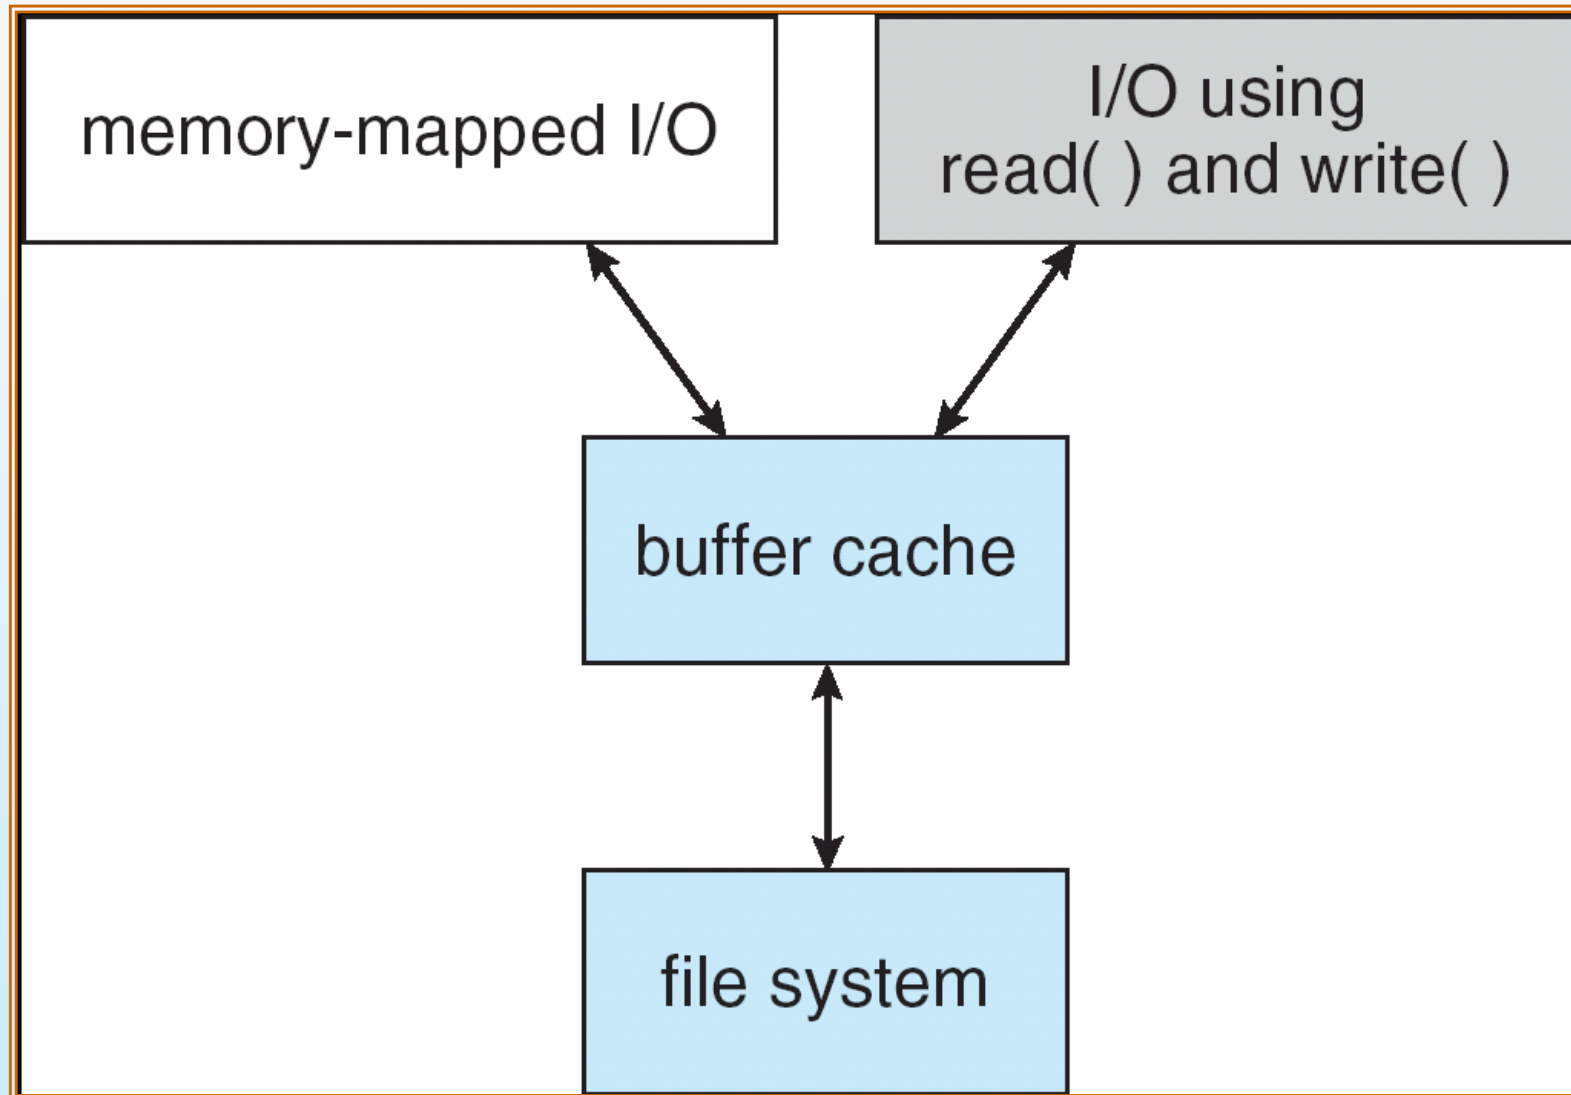 memory-mapped I/O
I/O using
read( ) and write( )
buffer cache
file system